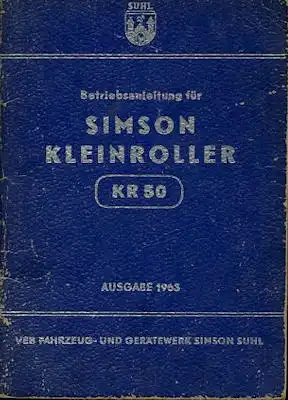 SUHL
Betriebsanleitung für
SIMSON
KLEINROLLER
KR 50
AUSGABE 1963
VEB FAHRZEUG- UND GERÄTEWERK SIMSON SUHL